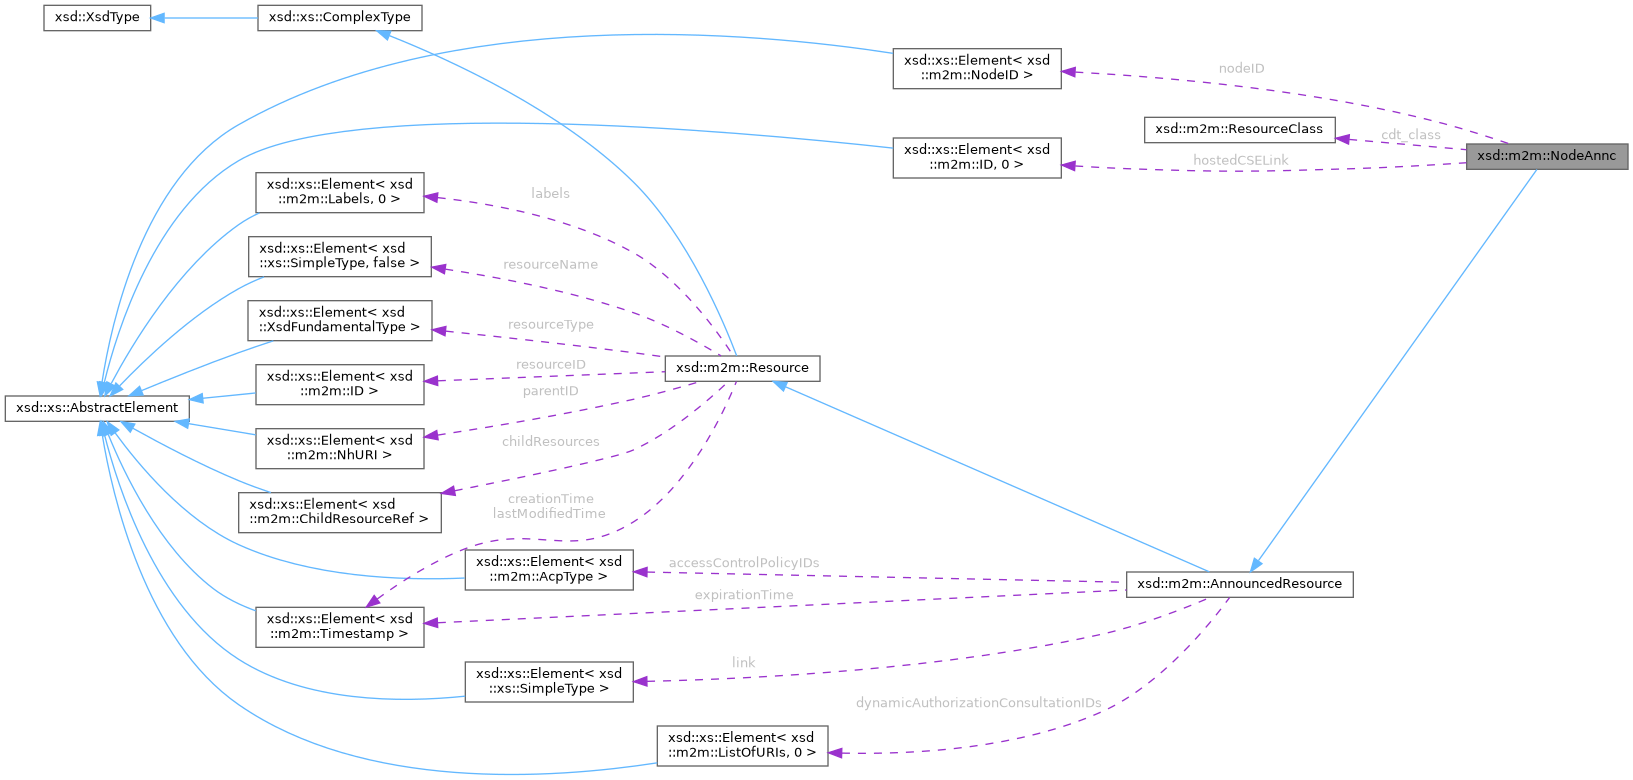 xsd::XsdType
xsd::xs::ComplexType
xsd::xs::Element< xsd
::m2m::NodeID >
nodeID
xsd::m2m::ResourceClass
cdt_class
xsd::m2m::NodeAnnc
xsd::xs::Element< xsd
::m2m::ID, 0 >
hostedCSELink
xsd::xs::Element< xsd
::m2m::Labels, 0 >
labels
xsd::xs::Element< xsd
::xs::SimpleType, false >
resourceName
xsd::xs::Element< xsd
::XsdFundamentalType >
resourceType
xsd::xs::Element< xsd
::m2m::ID >
resourceID
xsd::m2m::Resource
parentID
xsd::xs::AbstractElement
xsd::xs::Element< xsd
::m2m::NhURI >
childResources
xsd::xs::Element< xsd
::m2m::ChildResourceRef >
creationTime
lastModifiedTime
xsd::xs::Element< xsd
::m2m::AcpType >
accessControlPolicyIDs
xsd::m2m::AnnouncedResource
expirationTime
xsd::xs::Element< xsd
::m2m::Timestamp >
xsd::xs::Element< xsd
::xs::SimpleType >
link
dynamicAuthorizationConsultationIDs
xsd::xs::Element< xsd
::m2m::ListOfURIs, 0 >